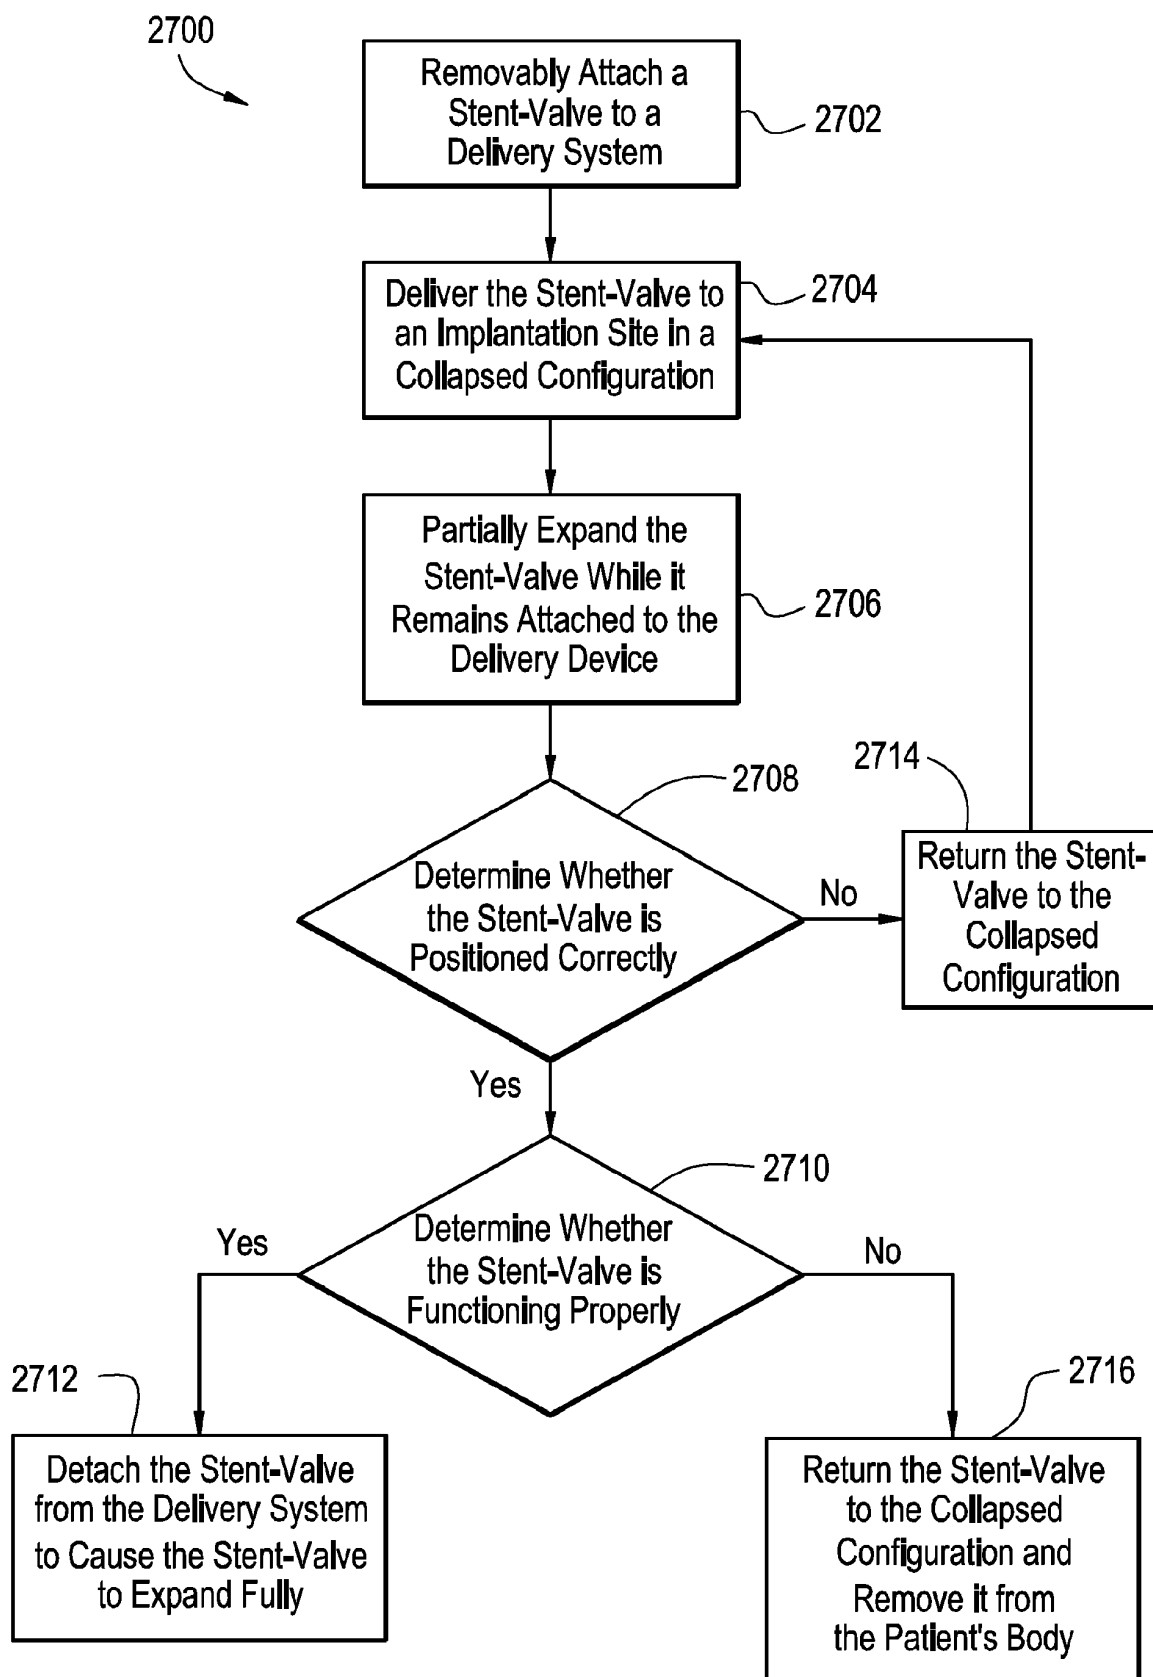 2700
Removably Attach a
Stent-Valve to a
Delivery System
2702
Deliver the Stent-Valve to
an Implantation Site in a
Collapsed Configuration
2704
Partially Expand the
Stent-Valve While it
Remains Attached to the
Delivery Device
2706
2708
Determine Whether
the Stent-Valve is
Positioned Correctly
No
2714
Return the Stent-
Valve to the
Collapsed
Configuration
Yes
2710
Determine Whether
the Stent-Valve is
Functioning Properly
Yes
No
2712
Detach the Stent-Valve
from the Delivery System
to Cause the Stent-Valve
to Expand Fully
2716
Return the Stent-Valve
to the Collapsed
Configuration and
Remove it from
the Patient's Body